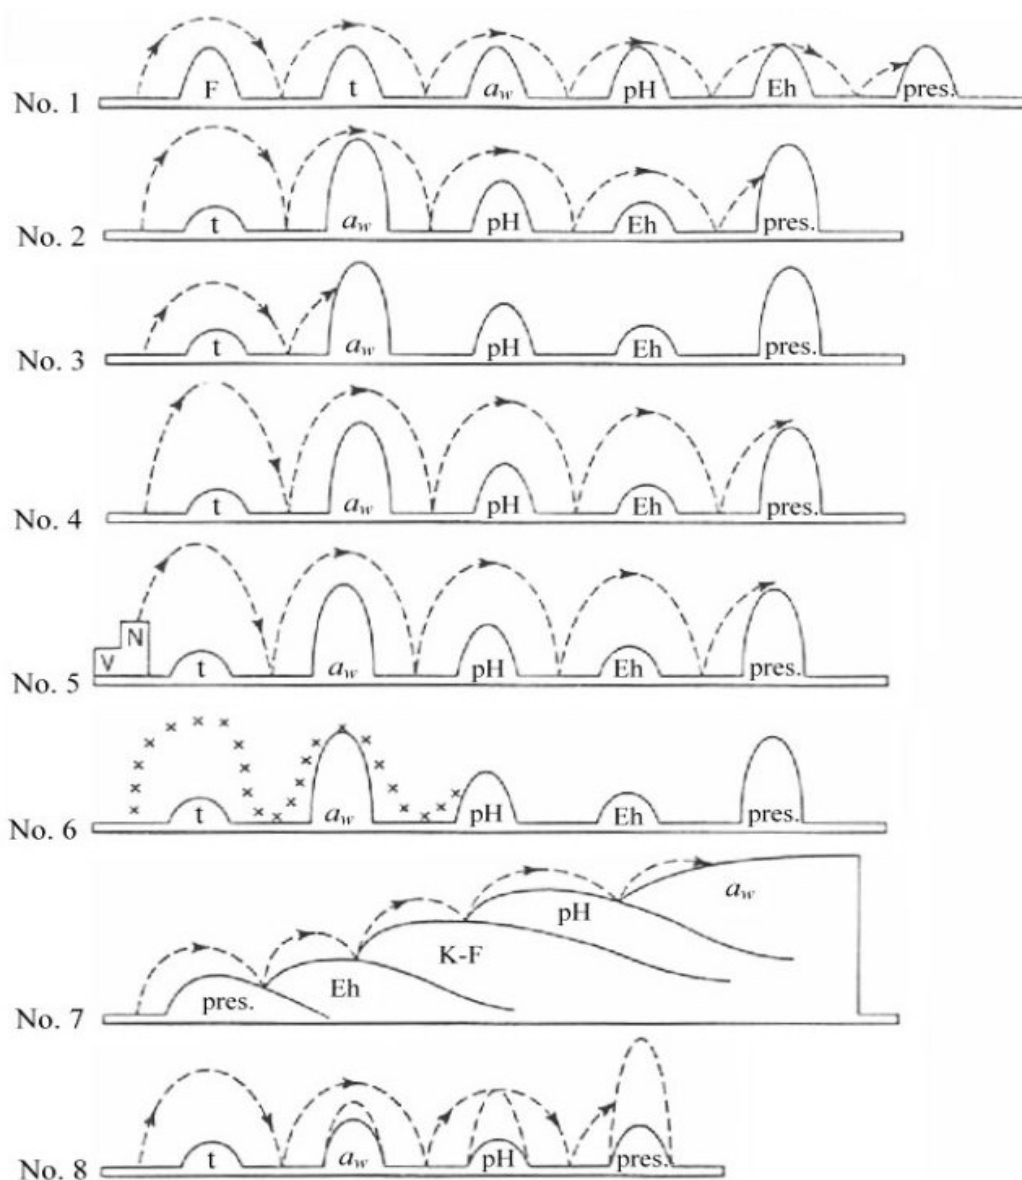 No. 1 F t aw pH Eh pres.
No. 2 t aw pH Eh pres.
No. 3 t aw pH Eh pres.
No. 4 t aw pH Eh pres.
No. 5 V N t aw pH Eh pres.
No. 6 t aw pH Eh pres.
No. 7 pres. Eh K-F pH aw
No. 8 t aw pH pres.